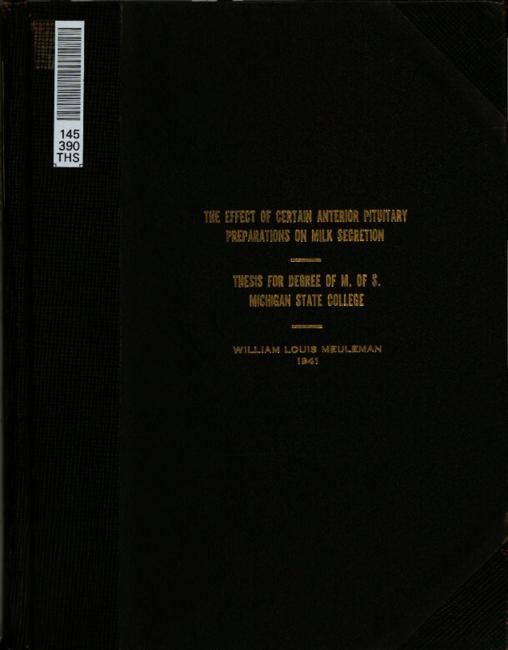 145
390
THS
THE EFFECT OF CERTAIN ANTERIOR PITUITARY
PREPARATIONS ON MILK SECRETION
THESIS FOR DEGREE OF M. OF S.
MICHIGAN STATE COLLEGE
WILLIAM LOUIS MEULEMAN
1941